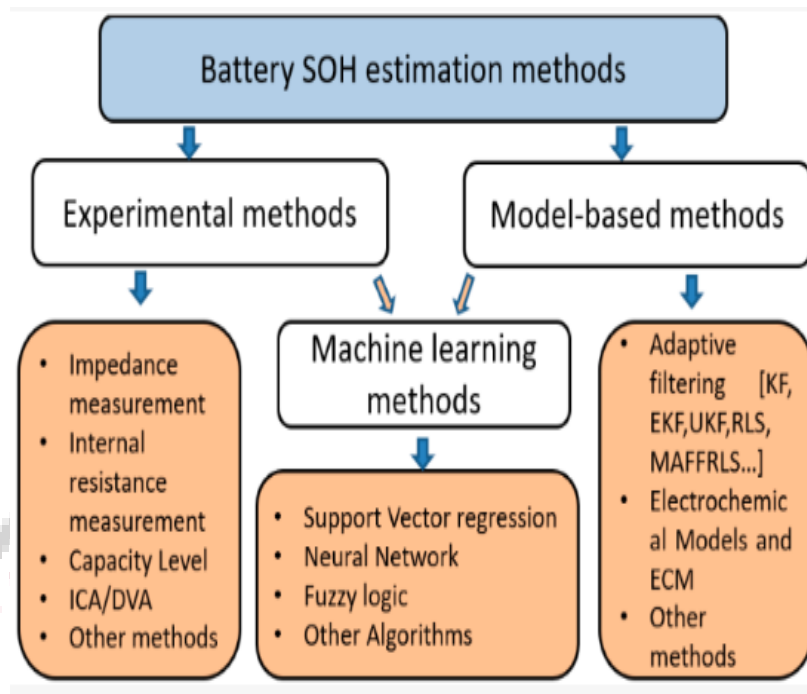 Battery SOH estimation methods
Experimental methods
Model-based methods
Machine learning
methods
• Impedance
measurement
• Internal
resistance
measurement
• Capacity Level
• ICA/DVA
• Other methods
• Support Vector regression
• Neural Network
• Fuzzy logic
• Other Algorithms
• Adaptive
filtering [KF,
EKF,UKF,RLS,
MAFFRLS...]
• Electrochemic
al Models and
ECM
• Other
methods